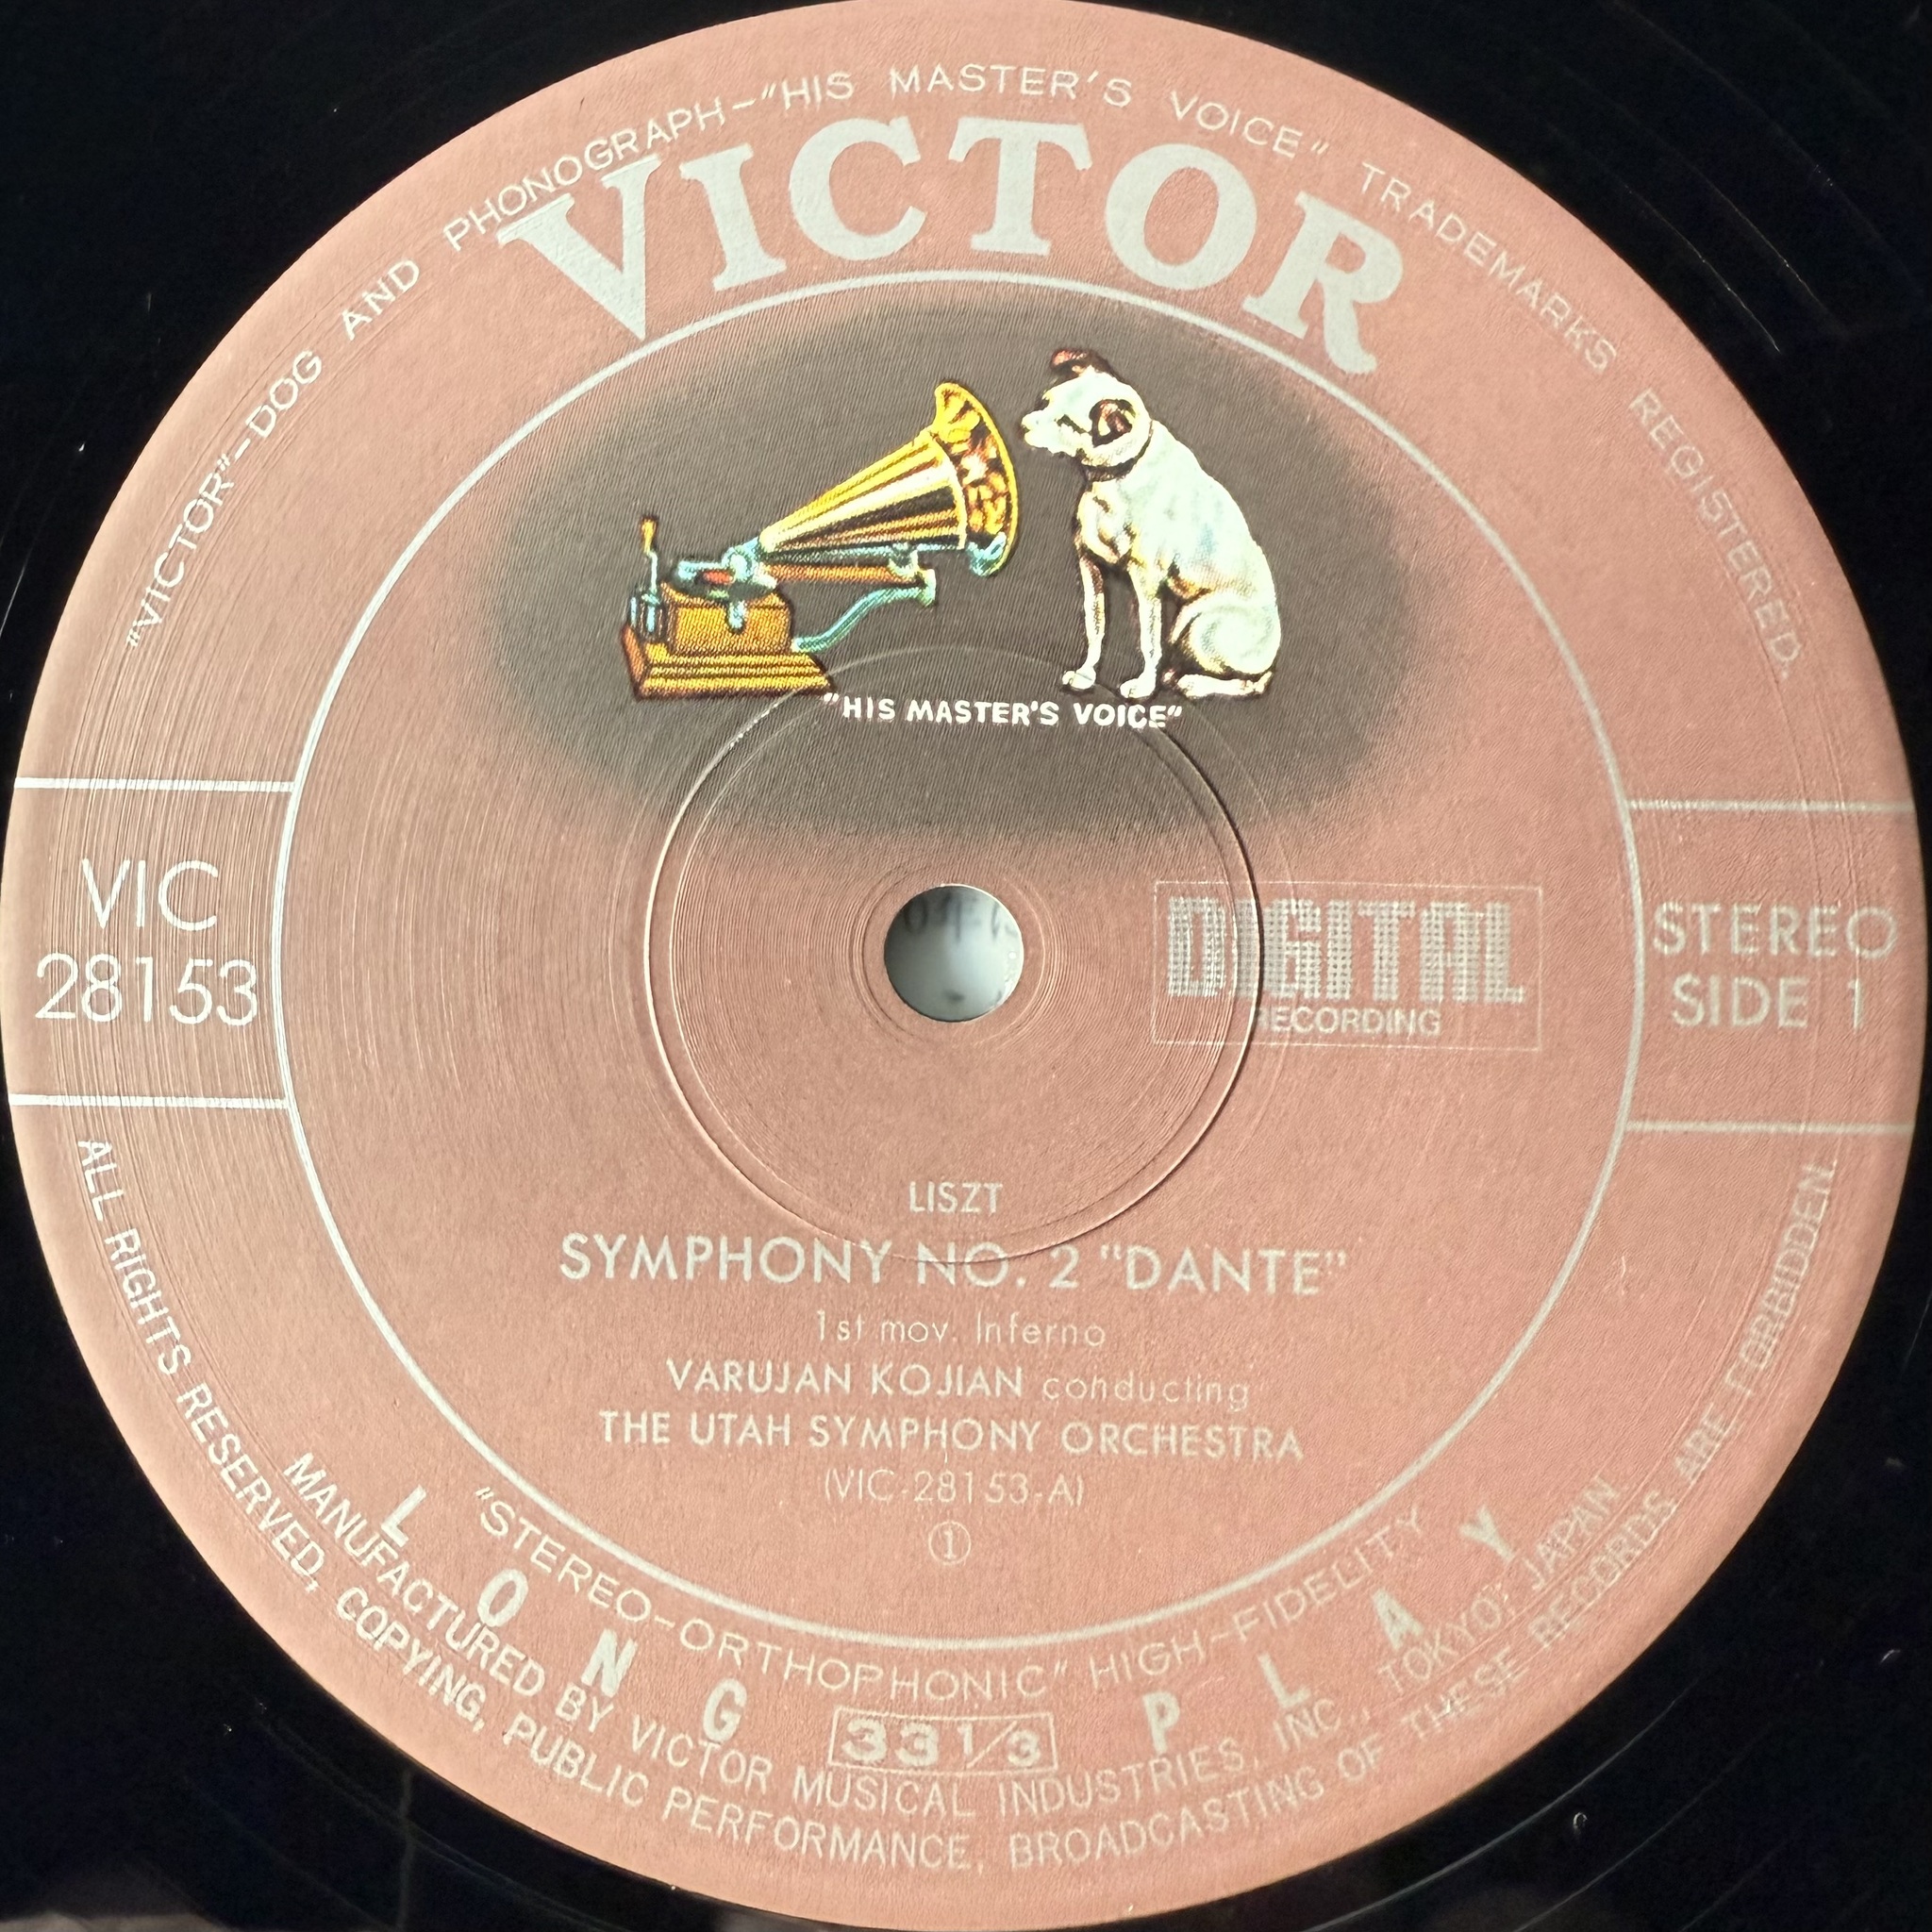 "VICTOR"—DOG AND PHONOGRAPH—"HIS MASTER'S VOICE" TRADEMARKS REGISTERED.
VICTOR
"HIS MASTER'S VOICE"
VIC
28153
DIGITAL
RECORDING
STEREO
SIDE 1
LISZT
SYMPHONY NO. 2 "DANTE"
1st mov. Inferno
VARUJAN KOJIAN conducting
THE UTAH SYMPHONY ORCHESTRA
(VIC-28153-A)
①
"STEREO-ORTHOPHONIC" HIGH-FIDELITY
LONG 33 1/3 PLAY
MANUFACTURED BY VICTOR MUSICAL INDUSTRIES, INC., TOKYO, JAPAN.
ALL RIGHTS RESERVED, COPYING, PUBLIC PERFORMANCE, BROADCASTING OF THESE RECORDS ARE FORBIDDEN.